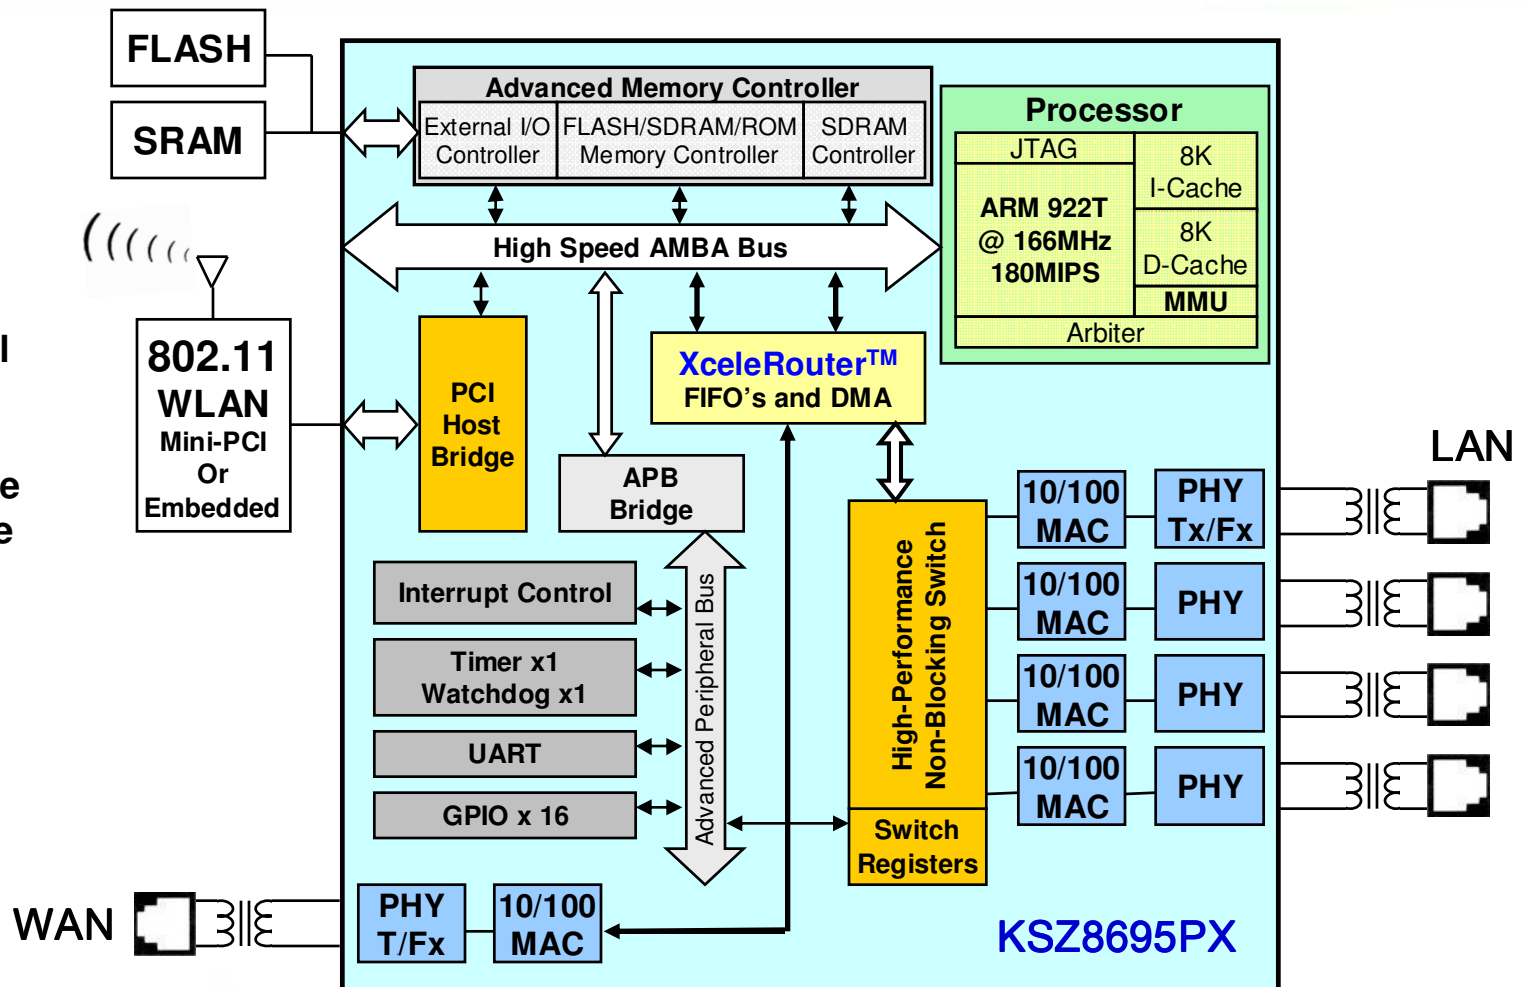 FLASH
SRAM
Advanced Memory Controller
External I/O
Controller
FLASH/SDRAM/ROM
Memory Controller
SDRAM
Controller
Processor
JTAG
8K
I-Cache
ARM 922T
@ 166MHz
180MIPS
8K
D-Cache
MMU
Arbiter
High Speed AMBA Bus
802.11
WLAN
Mini-PCI
Or
Embedded
l
e
e
PCI
Host
Bridge
XceleRouter™
FIFO's and DMA
APB
Bridge
LAN
10/100
MAC
PHY
Tx/Fx
10/100
MAC
PHY
10/100
MAC
PHY
10/100
MAC
PHY
High-Performance
Non-Blocking Switch
Switch
Registers
Interrupt Control
Timer x1
Watchdog x1
UART
GPIO x 16
Advanced Peripheral Bus
WAN
PHY
T/Fx
10/100
MAC
KSZ8695PX